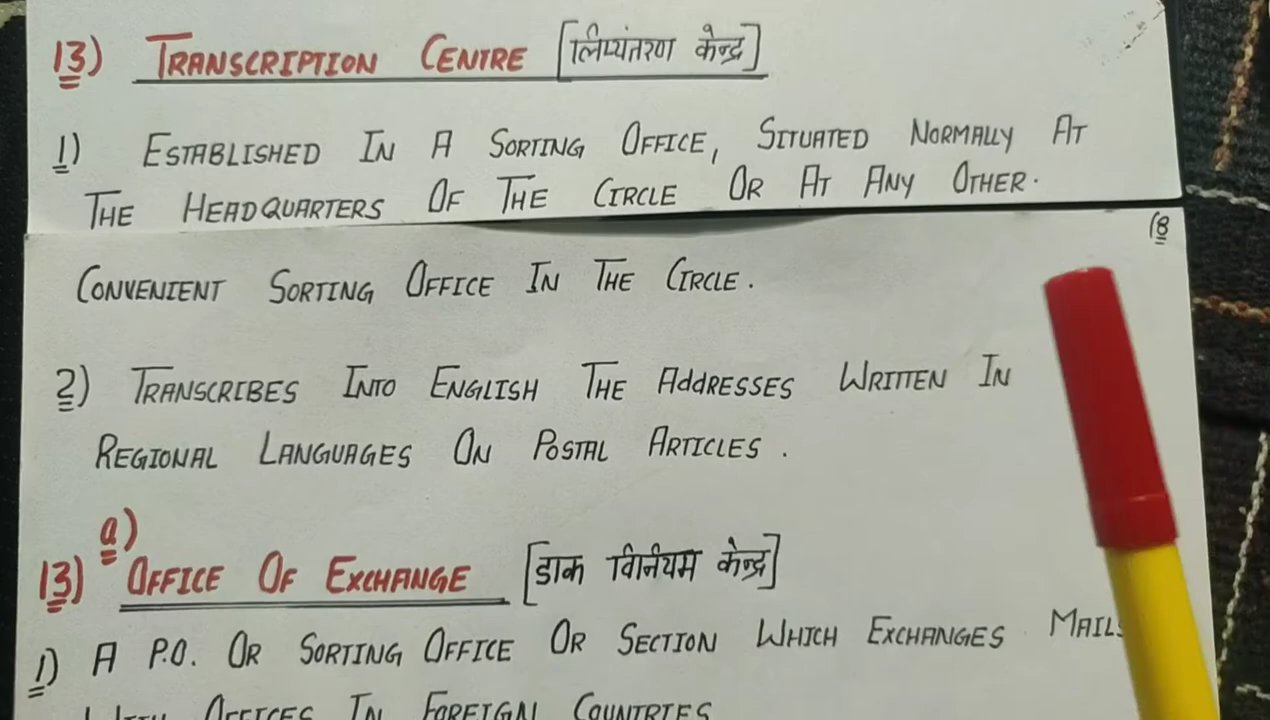 13) TRANSCRIPTION CENTRE [लिप्यंतरण केन्द्र]
1) ESTABLISHED IN A SORTING OFFICE, SITUATED NORMALLY AT
THE HEADQUARTERS OF THE CIRCLE OR AT ANY OTHER.
(8
CONVENIENT SORTING OFFICE IN THE CIRCLE.
2) TRANSCRIBES INTO ENGLISH THE ADDRESSES WRITTEN IN
REGIONAL LANGUAGES ON POSTAL ARTICLES.
13) a) OFFICE OF EXCHANGE [डाक विनियम केन्द्र]
1) A P.O. OR SORTING OFFICE OR SECTION WHICH EXCHANGES MAILS
WITH OFFICES IN FOREIGN COUNTRIES